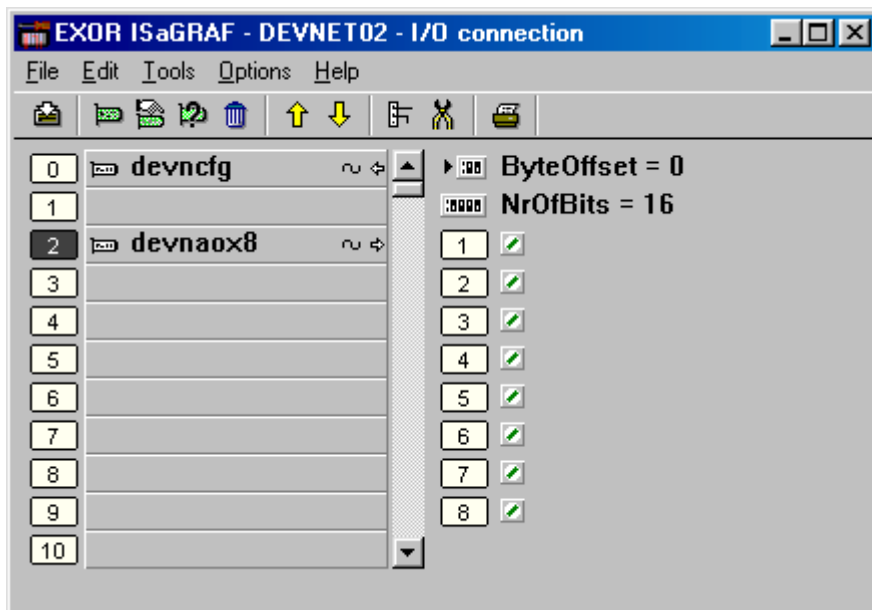 EXOR ISaGRAF - DEVNET02 - I/O connection
File Edit Tools Options Help
0 devncfg
1
2 devnaox8
3
4
5
6
7
8
9
10
ByteOffset = 0
NrOfBits = 16
1
2
3
4
5
6
7
8